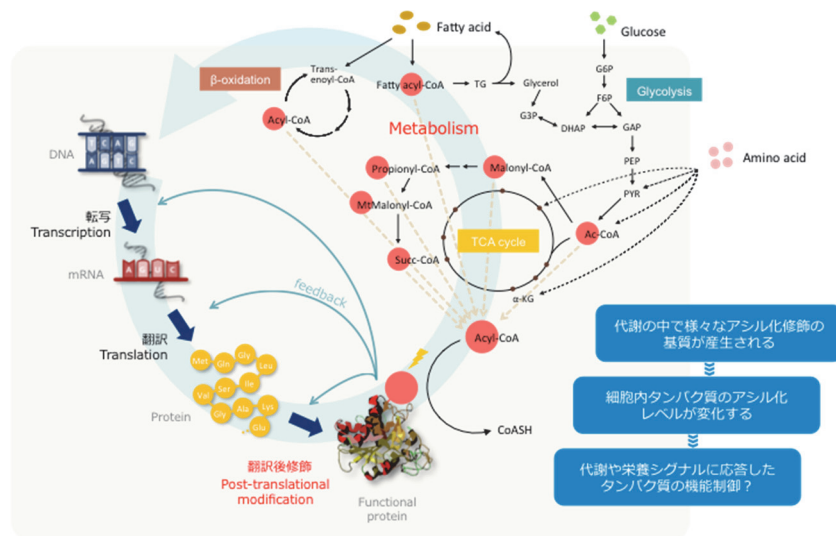 Fatty acid
Glucose
β-oxidation
Trans-
enoyl-CoA
Fatty acyl-CoA
TG
Glycerol
G6P
F6P
Glycolysis
Acyl-CoA
G3P
DHAP
GAP
Metabolism
PEP
Amino acid
DNA
T C A G
A G T C
Propionyl-CoA
Malonyl-CoA
PYR
MtMalonyl-CoA
転写
Transcription
TCA cycle
Ac-CoA
Succ-CoA
mRNA
A G U C
feedback
α-KG
翻訳
Translation
Acyl-CoA
代謝の中で様々なアシル化修飾の
基質が産生される
Met
Gln
Gly
Leu
Val
Ser
Ile
Gly
Ala
Lys
Glu
Protein
細胞内タンパク質のアシル化
レベルが変化する
CoASH
翻訳後修飾
Post-translational
modification
Functional
protein
代謝や栄養シグナルに応答した
タンパク質の機能制御？